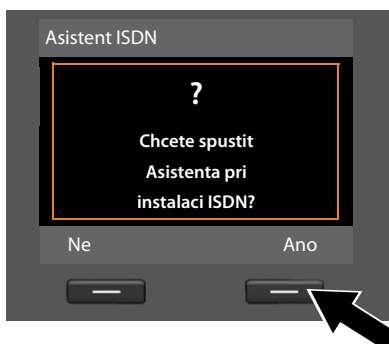 Asistent ISDN
?
Chcete spustit
Asistenta pri
instalaci ISDN?
Ne Ano